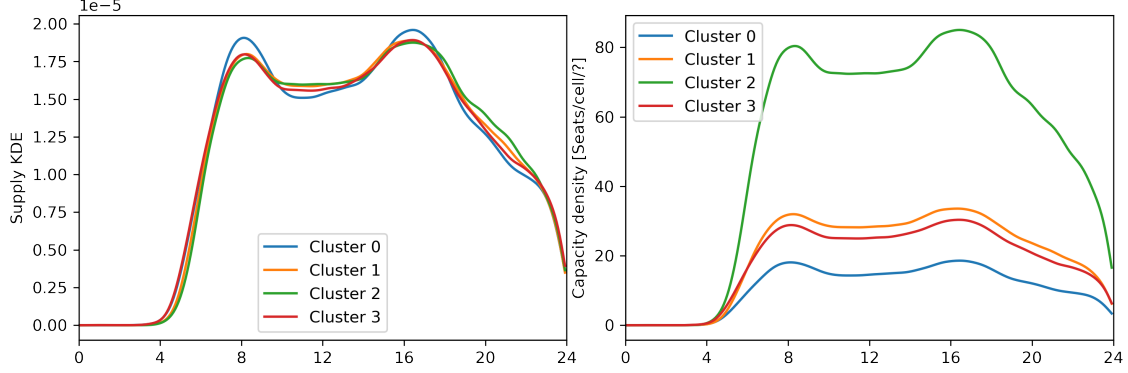 1e−5
Supply KDE
2.00
1.75
1.50
1.25
1.00
0.75
0.50
0.25
0.00
0 4 8 12 16 20 24
Cluster 0
Cluster 1
Cluster 2
Cluster 3
Capacity density [Seats/cell/?]
80
60
40
20
0
0 4 8 12 16 20 24
Cluster 0
Cluster 1
Cluster 2
Cluster 3